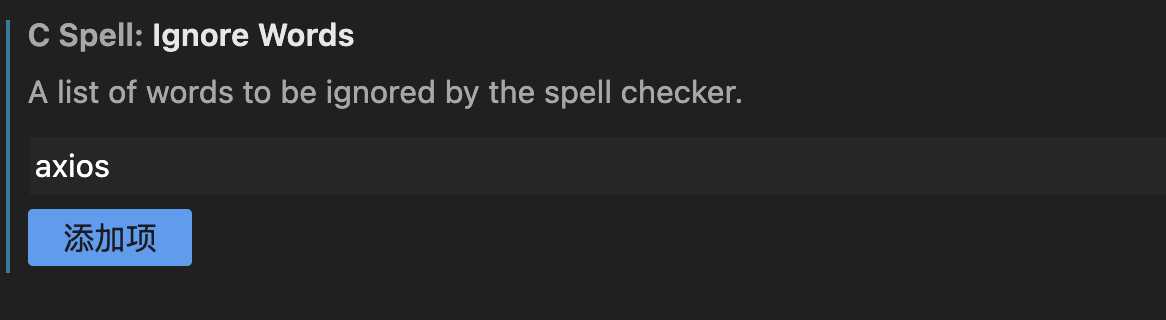 C Spell: Ignore Words
A list of words to be ignored by the spell checker.
axios
添加项